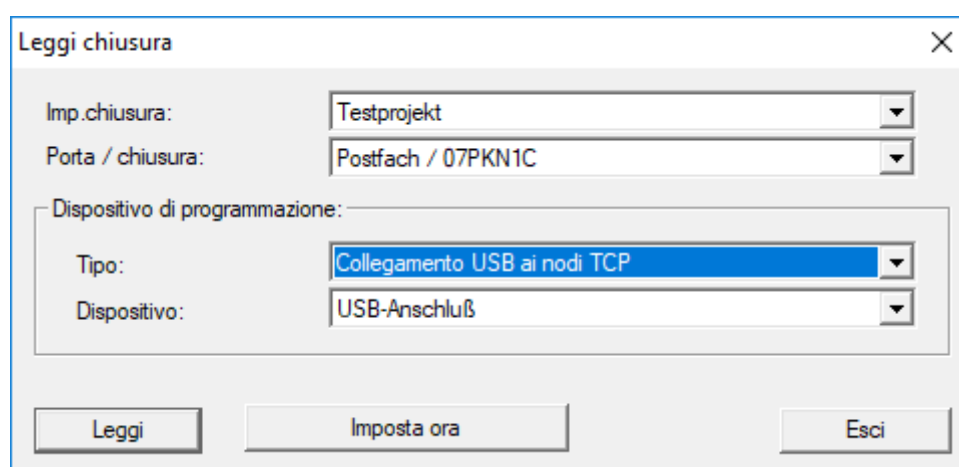 Leggi chiusura
Imp.chiusura: Testprojekt
Porta / chiusura: Postfach / 07PKN1C
Dispositivo di programmazione:
Tipo: Collegamento USB ai nodi TCP
Dispositivo: USB-Anschluß
Leggi Imposta ora Esci